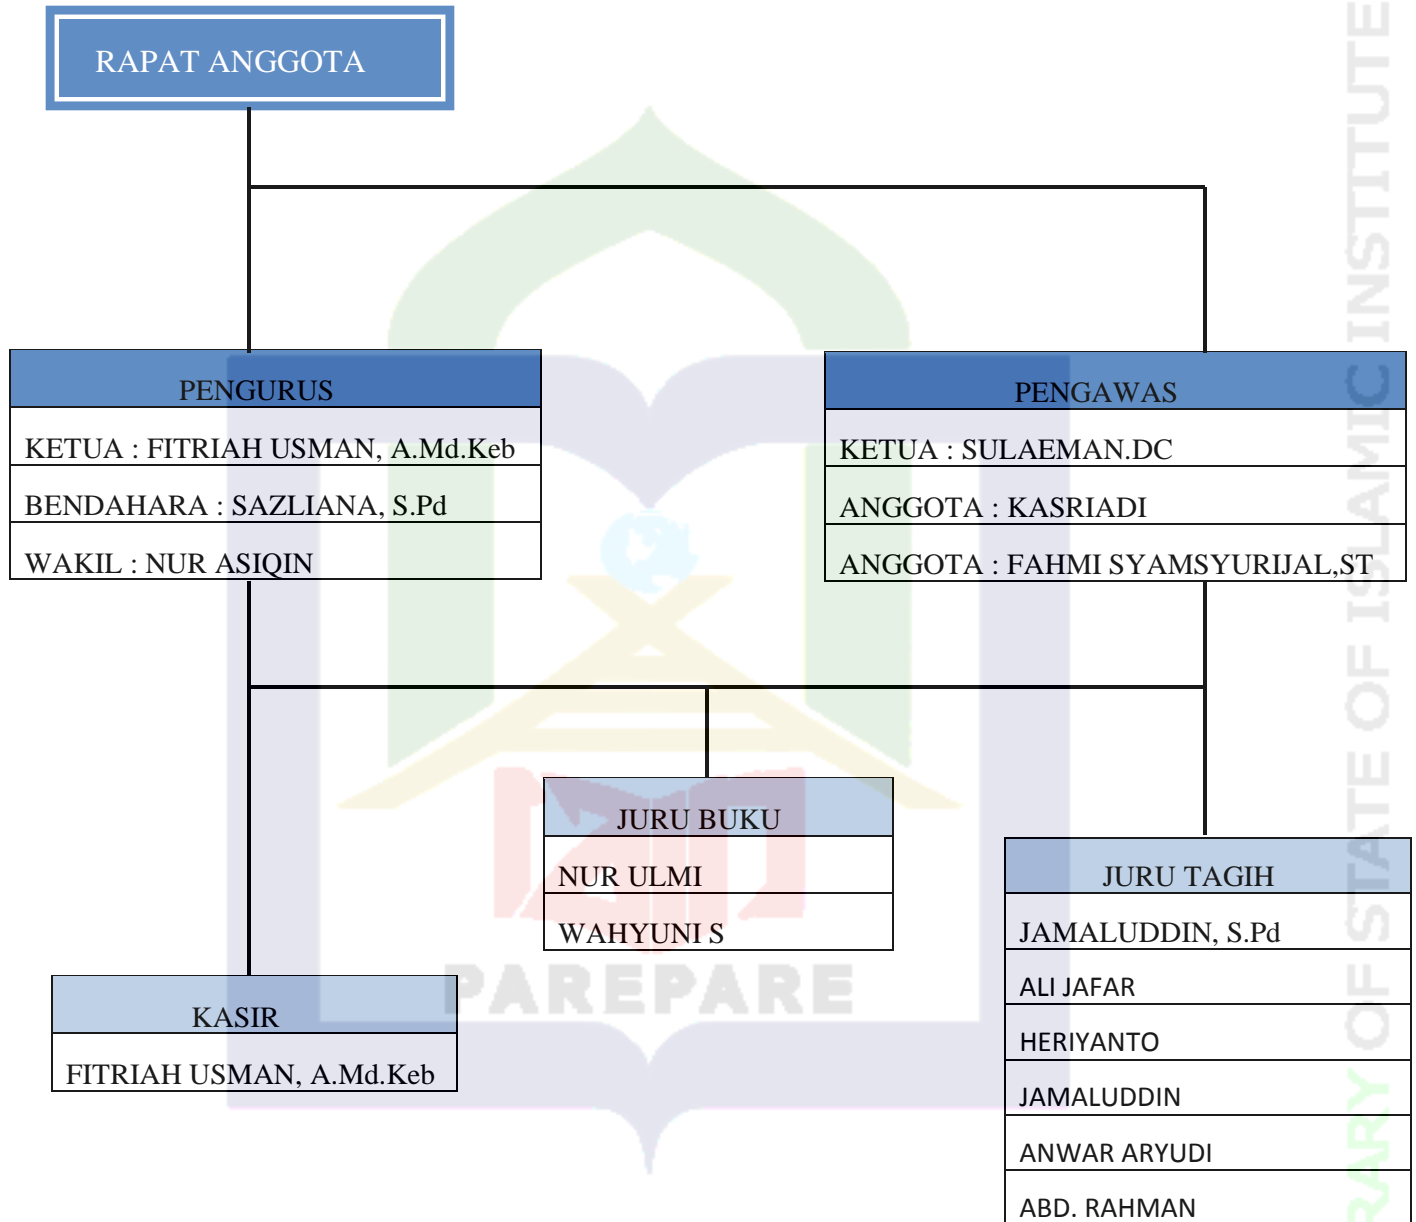 RAPAT ANGGOTA
PENGURUS
KETUA : FITRIAH USMAN, A.Md.Keb
BENDAHARA : SAZLIANA, S.Pd
WAKIL : NUR ASIQIN
PENGAWAS
KETUA : SULAEMAN.DC
ANGGOTA : KASRIADI
ANGGOTA : FAHMI SYAMSYURIJAL,ST
JURU BUKU
NUR ULMI
WAHYUNI S
JURU TAGIH
JAMALUDDIN, S.Pd
ALI JAFAR
HERIYANTO
JAMALUDDIN
ANWAR ARYUDI
ABD. RAHMAN
KASIR
FITRIAH USMAN, A.Md.Keb
PAREPARE
OF STATE OF ISLAMIC INSTITUTE